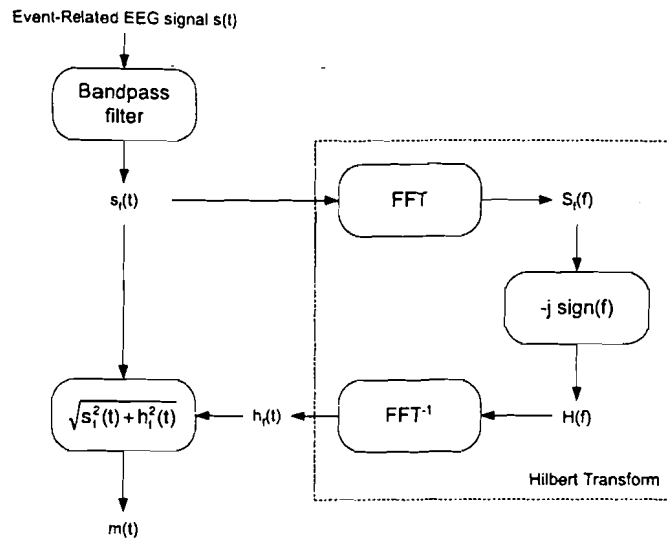 Event-Related EEG signal s(t)
Bandpass
filter
s_f(t)
FFT
S_f(f)
-j sign(f)
√s_f²(t)+h_f²(t)
h_f(t)
FFT⁻¹
H(f)
Hilbert Transform
m(t)